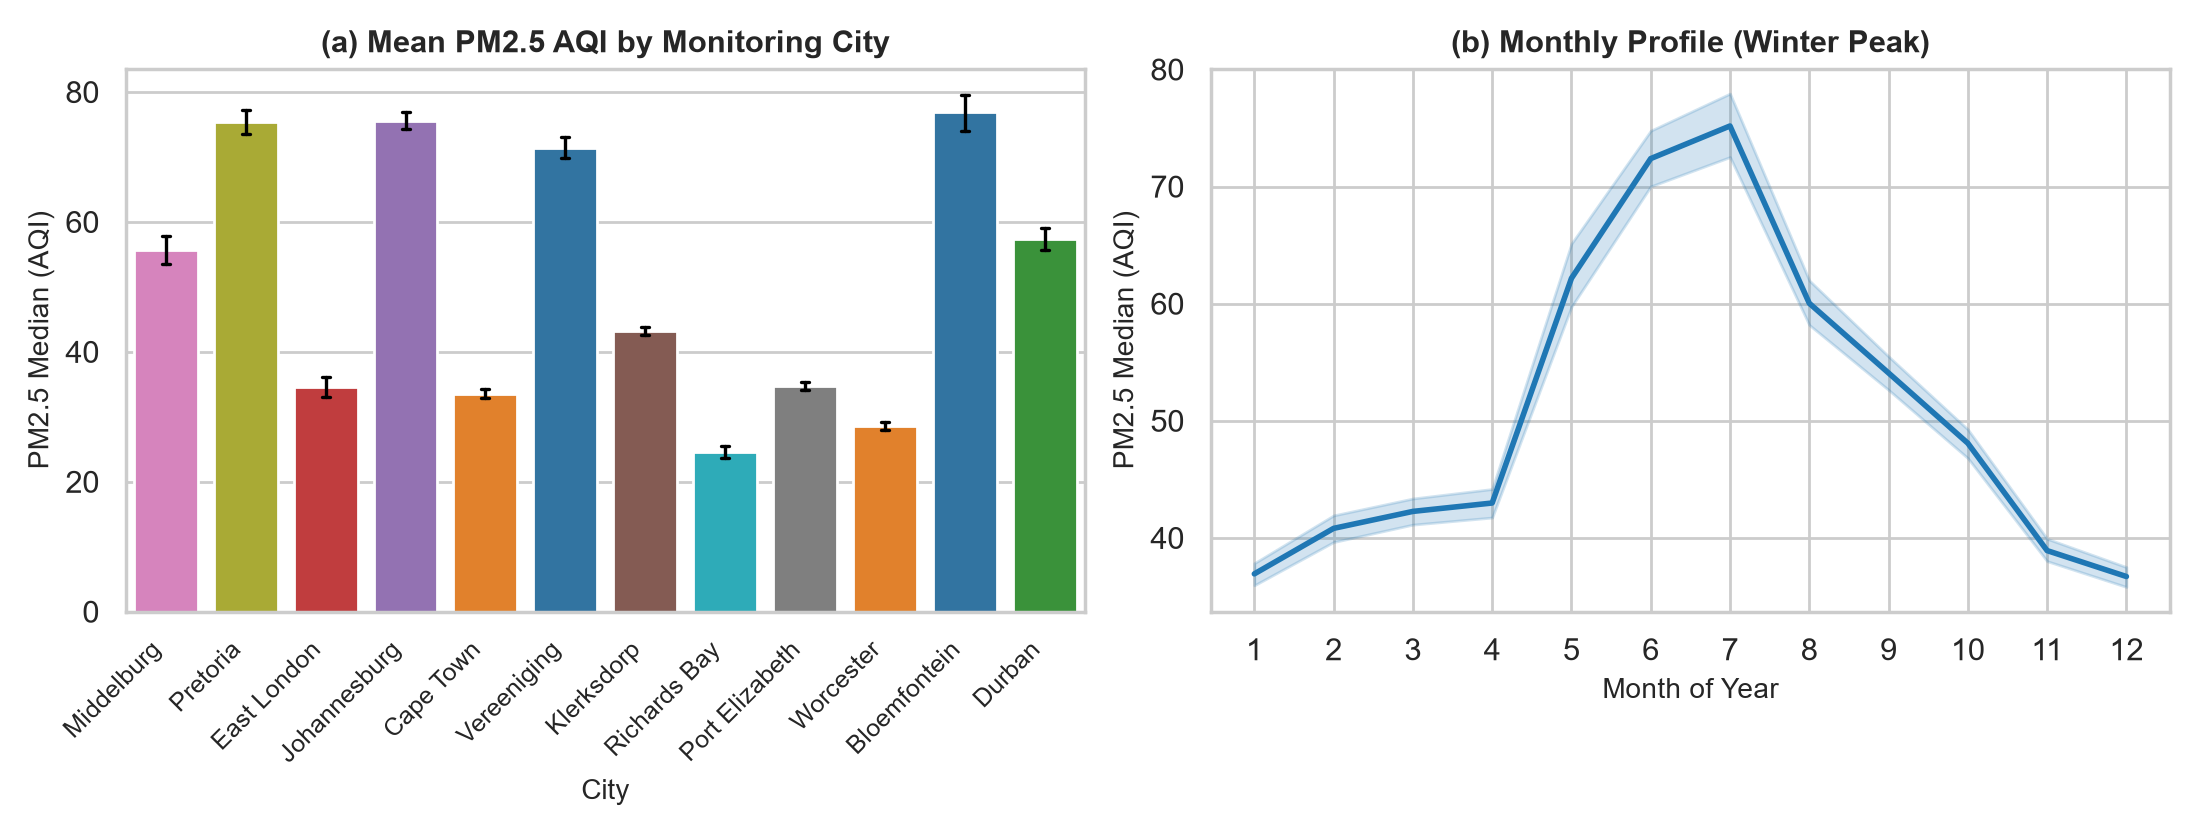 (a) Mean PM2.5 AQI by Monitoring City
PM2.5 Median (AQI)
80
60
40
20
0
Middelburg
Pretoria
East London
Johannesburg
Cape Town
Vereeniging
Klerksdorp
Richards Bay
Port Elizabeth
Worcester
Bloemfontein
Durban
City
(b) Monthly Profile (Winter Peak)
PM2.5 Median (AQI)
80
70
60
50
40
1 2 3 4 5 6 7 8 9 10 11 12
Month of Year